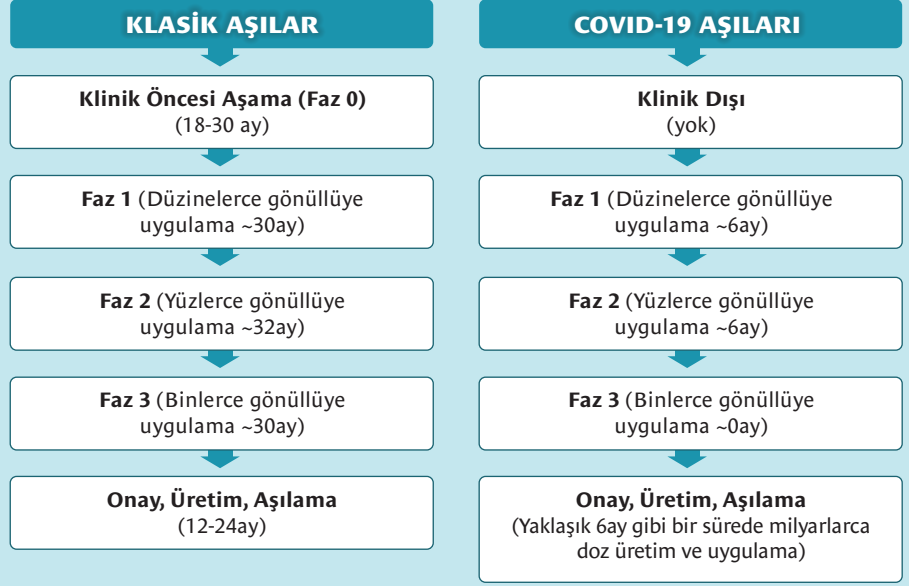 KLASİK AŞILAR
Klinik Öncesi Aşama (Faz 0)
(18-30 ay)
Faz 1 (Düzinelerce gönüllüye
uygulama ~30ay)
Faz 2 (Yüzlerce gönüllüye
uygulama ~32ay)
Faz 3 (Binlerce gönüllüye
uygulama ~30ay)
Onay, Üretim, Aşılama
(12-24ay)
COVID-19 AŞILARI
Klinik Dışı
(yok)
Faz 1 (Düzinelerce gönüllüye
uygulama ~6ay)
Faz 2 (Yüzlerce gönüllüye
uygulama ~6ay)
Faz 3 (Binlerce gönüllüye
uygulama ~0ay)
Onay, Üretim, Aşılama
(Yaklaşık 6ay gibi bir sürede milyarlarca
doz üretim ve uygulama)